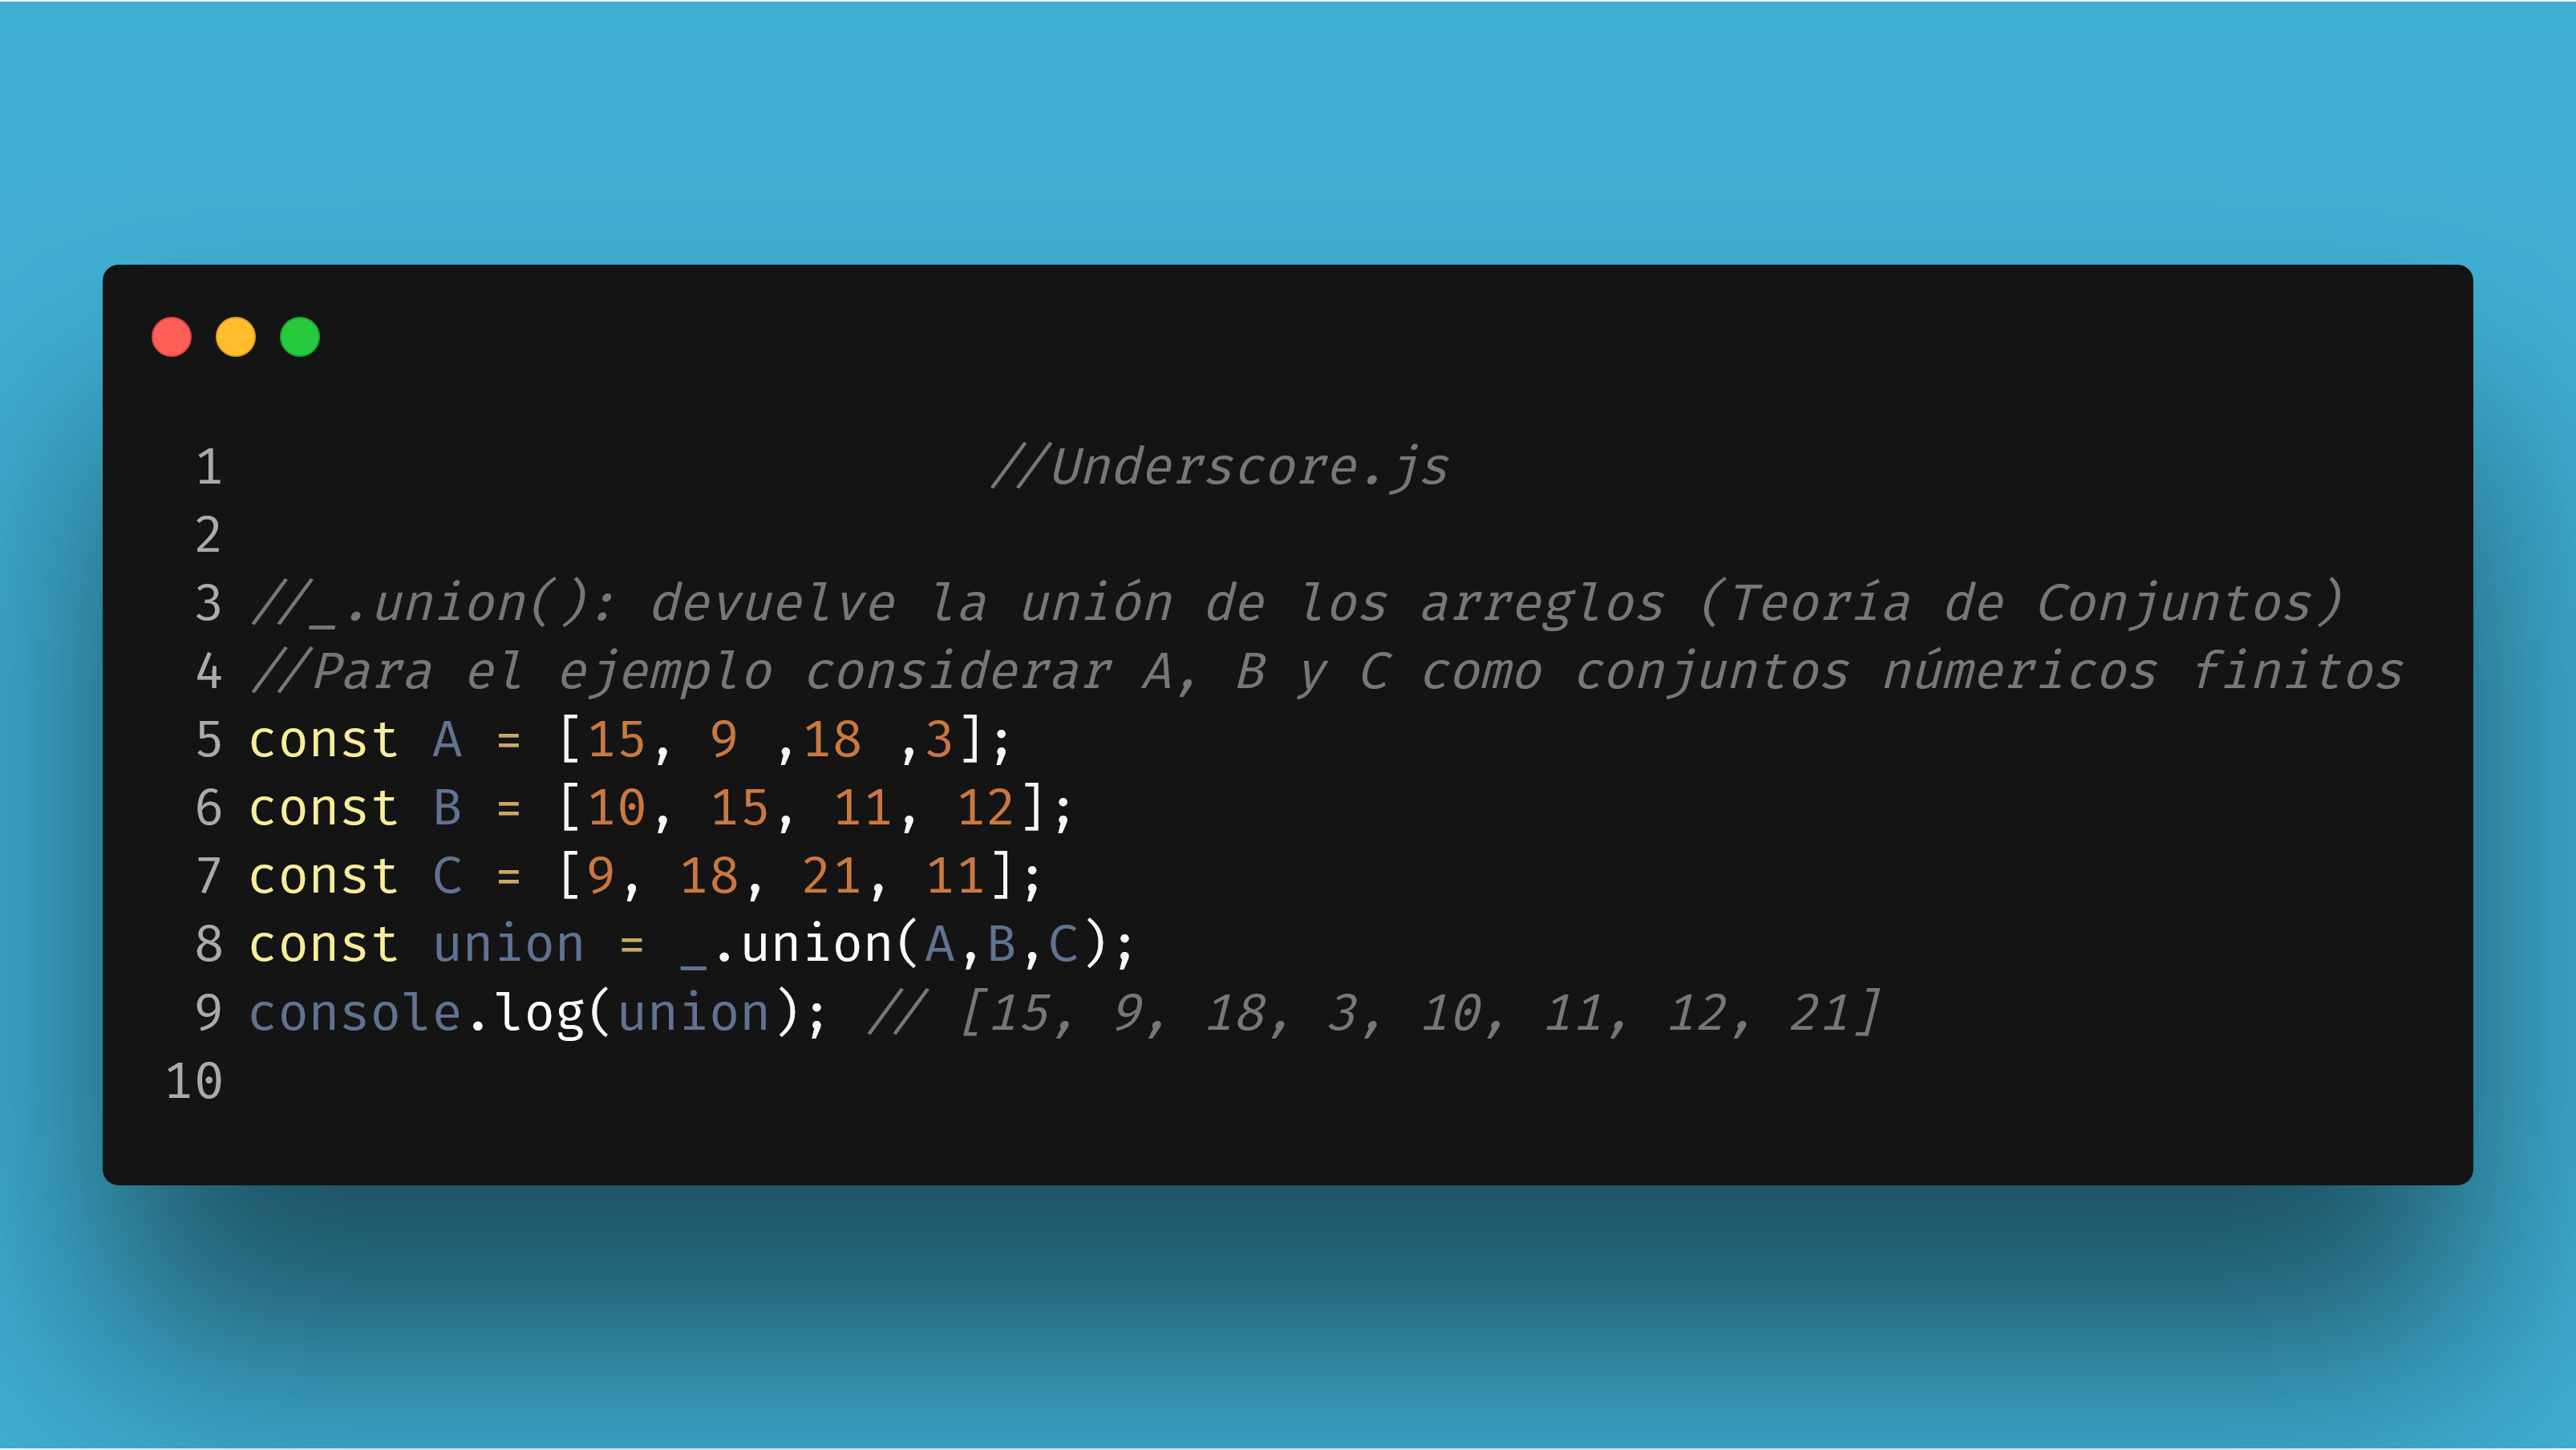 1 //Underscore.js
2
3 //_.union(): devuelve la unión de los arreglos (Teoría de Conjuntos)
4 //Para el ejemplo considerar A, B y C como conjuntos númericos finitos
5 const A = [15, 9 ,18 ,3];
6 const B = [10, 15, 11, 12];
7 const C = [9, 18, 21, 11];
8 const union = _.union(A,B,C);
9 console.log(union); // [15, 9, 18, 3, 10, 11, 12, 21]
10